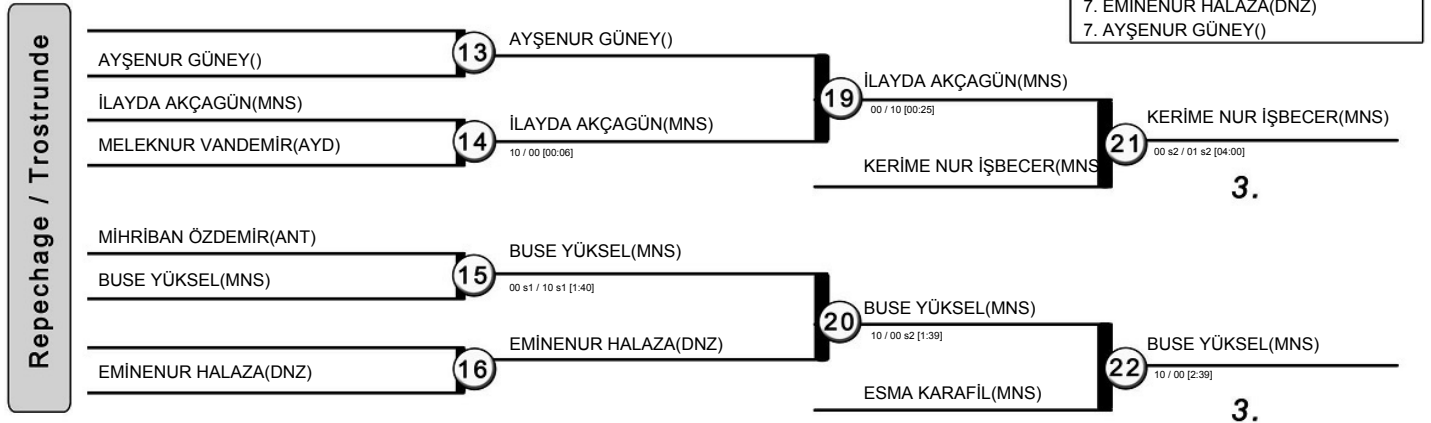 7. EMİNENUR HALAZA(DNZ)
7. AYŞENUR GÜNEY()
Repechage / Trostrunde
AYŞENUR GÜNEY()
13
AYŞENUR GÜNEY()
İLAYDA AKÇAGÜN(MNS)
MELEKNUR VANDEMİR(AYD)
14
İLAYDA AKÇAGÜN(MNS)
10 / 00 [00:06]
19
İLAYDA AKÇAGÜN(MNS)
00 / 10 [00:25]
KERİME NUR İŞBECER(MNS
21
KERİME NUR İŞBECER(MNS)
00 s2 / 01 s2 [04:00]
3.
MİHRİBAN ÖZDEMİR(ANT)
BUSE YÜKSEL(MNS)
15
BUSE YÜKSEL(MNS)
00 s1 / 10 s1 [1:40]
EMİNENUR HALAZA(DNZ)
16
EMİNENUR HALAZA(DNZ)
20
BUSE YÜKSEL(MNS)
10 / 00 s2 [1:39]
ESMA KARAFİL(MNS)
22
BUSE YÜKSEL(MNS)
10 / 00 [2:39]
3.